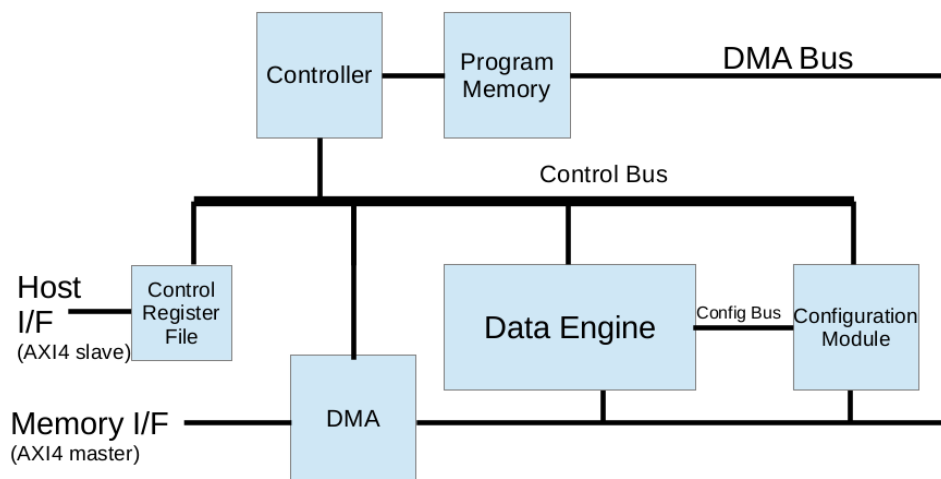 Controller
Program
Memory
DMA Bus
Control Bus
Host
I/F
(AXI4 slave)
Control
Register
File
Data Engine
Config Bus
Configuration
Module
Memory I/F
(AXI4 master)
DMA